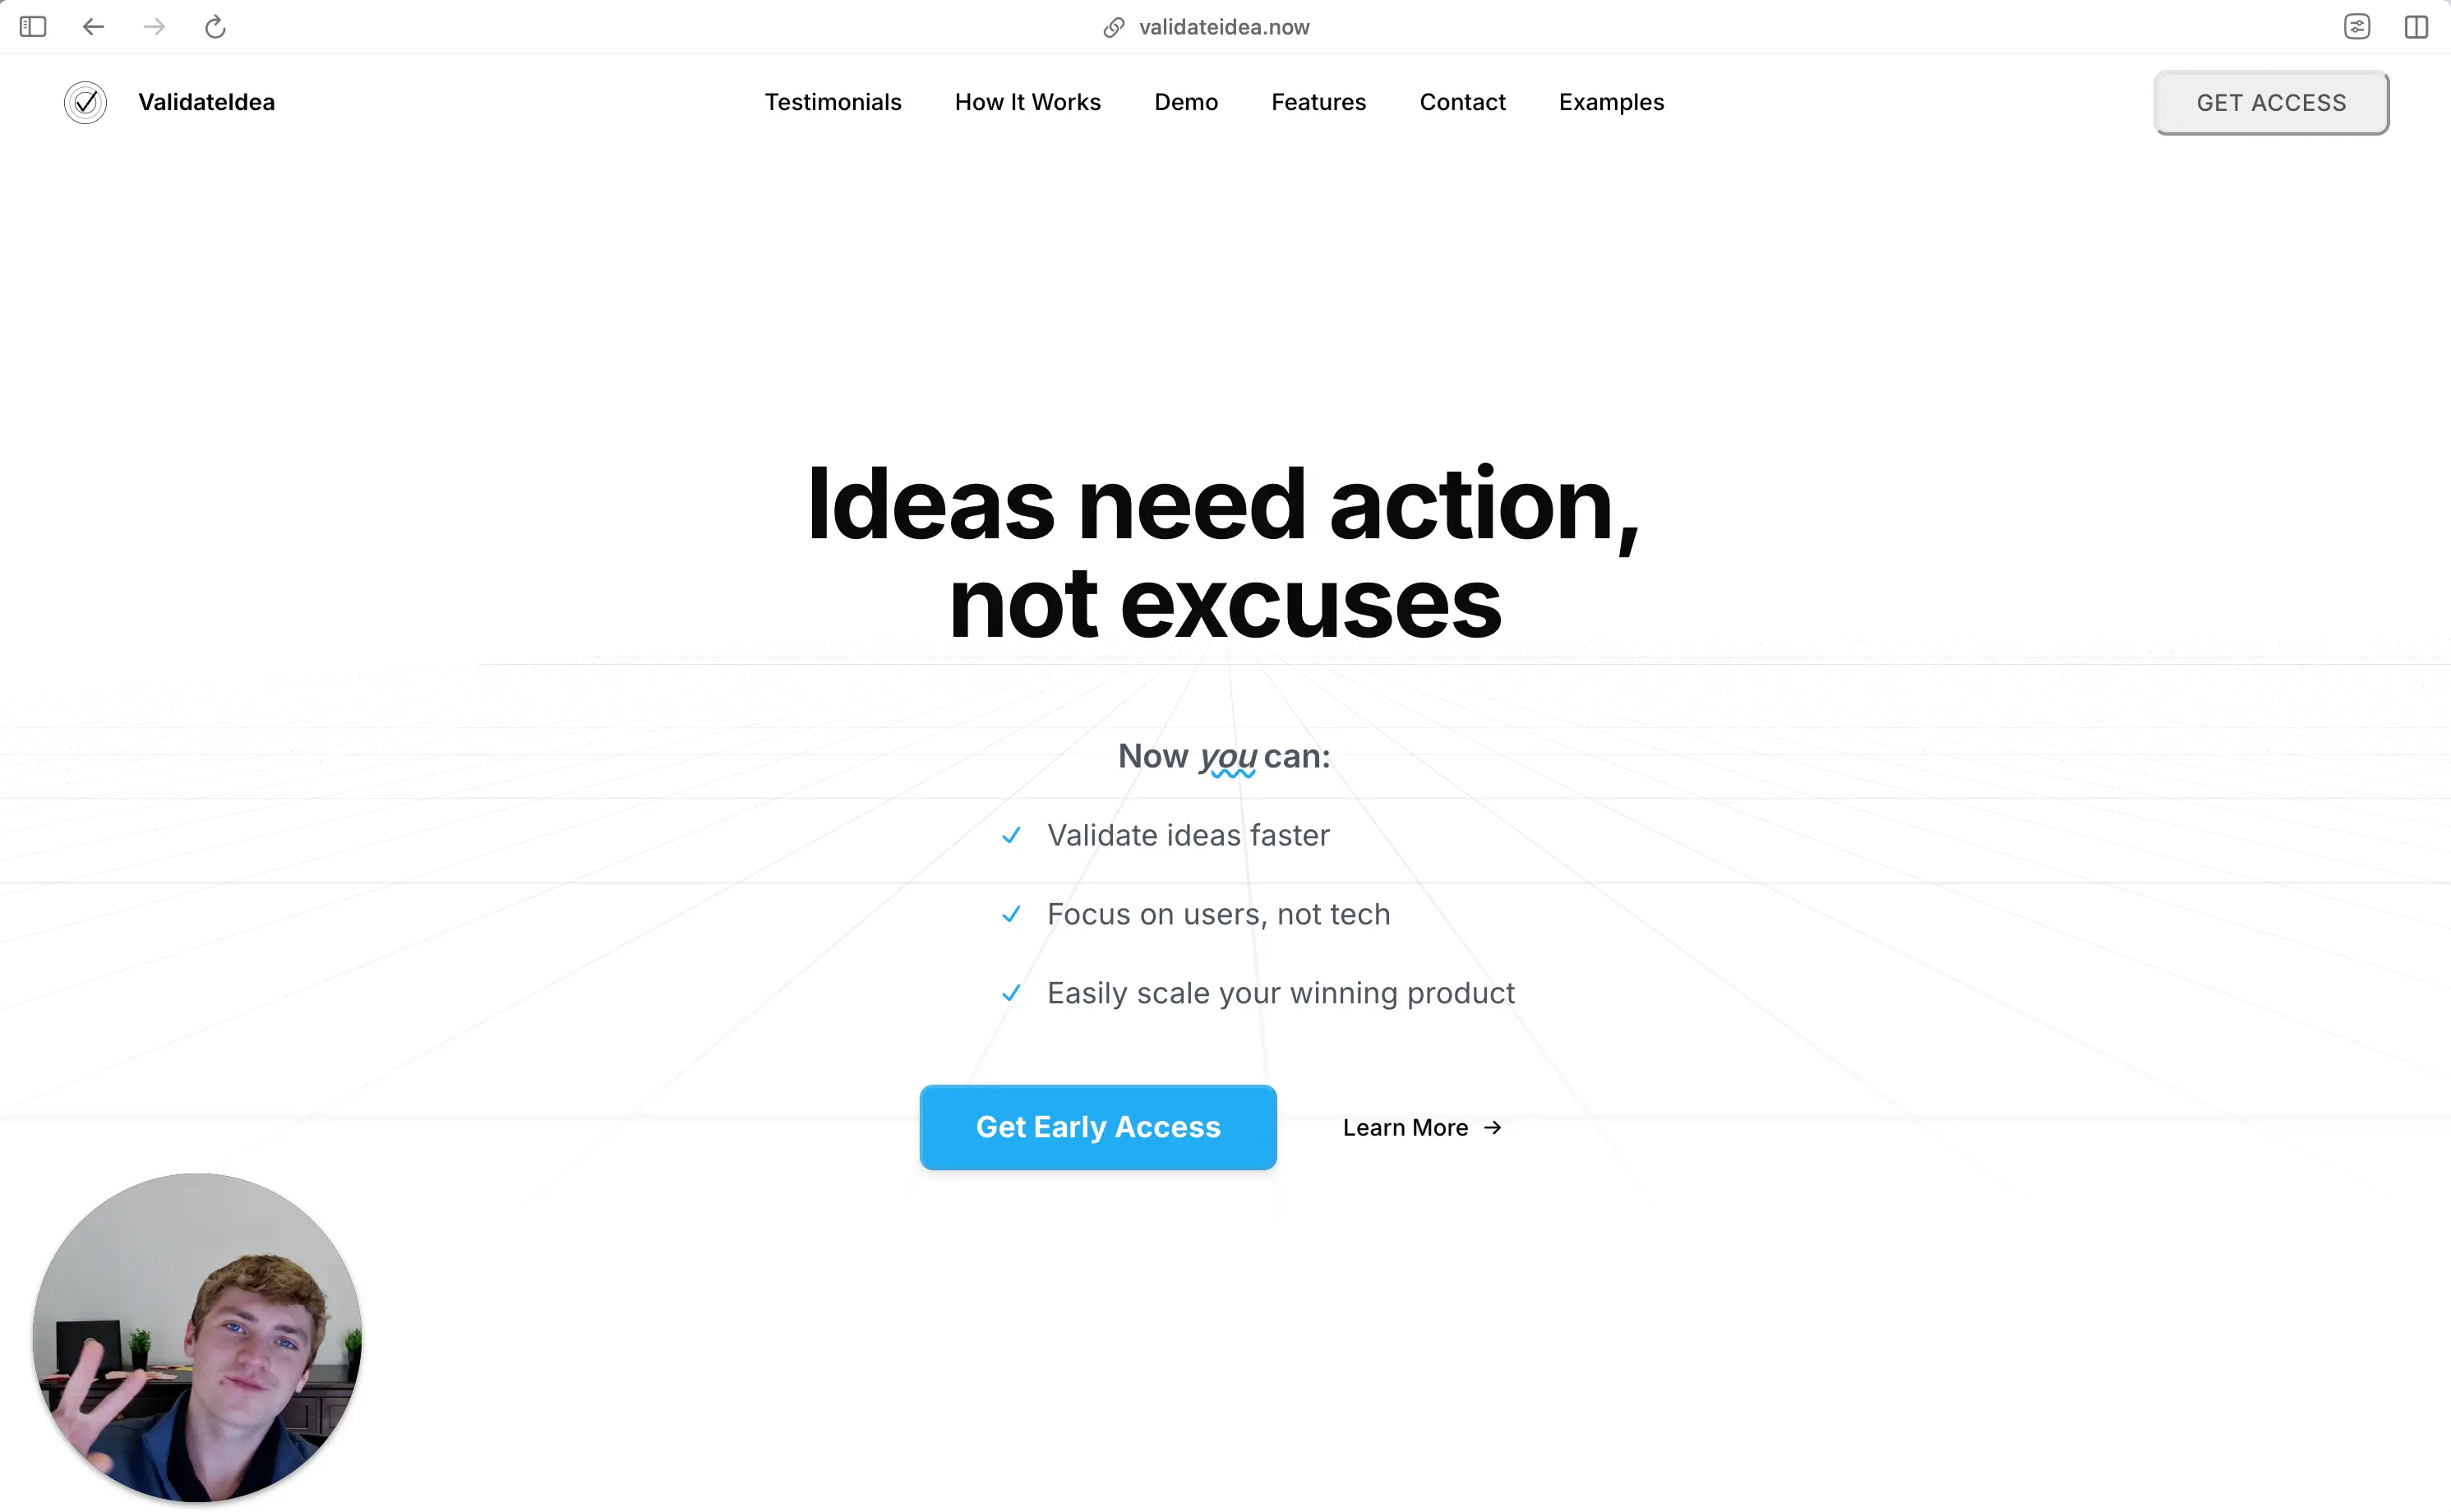 validateidea.now
ValidateIdea
Testimonials
How It Works
Demo
Features
Contact
Examples
GET ACCESS
Ideas need action,
not excuses
Now you can:
Validate ideas faster
Focus on users, not tech
Easily scale your winning product
Get Early Access
Learn More →